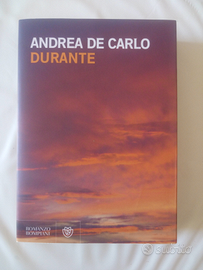 ANDREA DE CARLO
DURANTE
ROMANZO
BOMPIANI